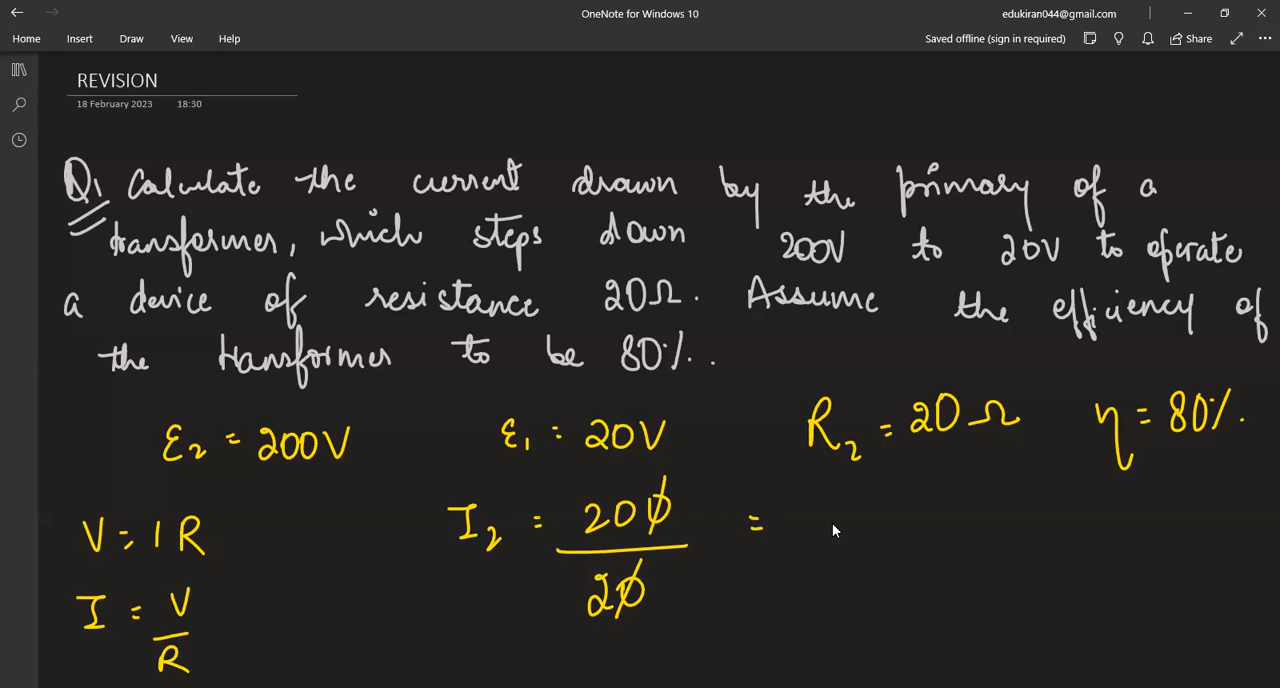 OneNote for Windows 10
edukiran044@gmail.com
Home Insert Draw View Help
Saved offline (sign in required)
Share
REVISION
18 February 2023 18:30
Q1 Calculate the current drawn by the primary of a
transformer, which steps down 200V to 20V to operate
a device of resistance 20Ω. Assume the efficiency of
the transformer to be 80%.
ε2 = 200V ε1 = 20V R2 = 20Ω η = 80%.
V = IR I2 = 200/20 =
I = V/R